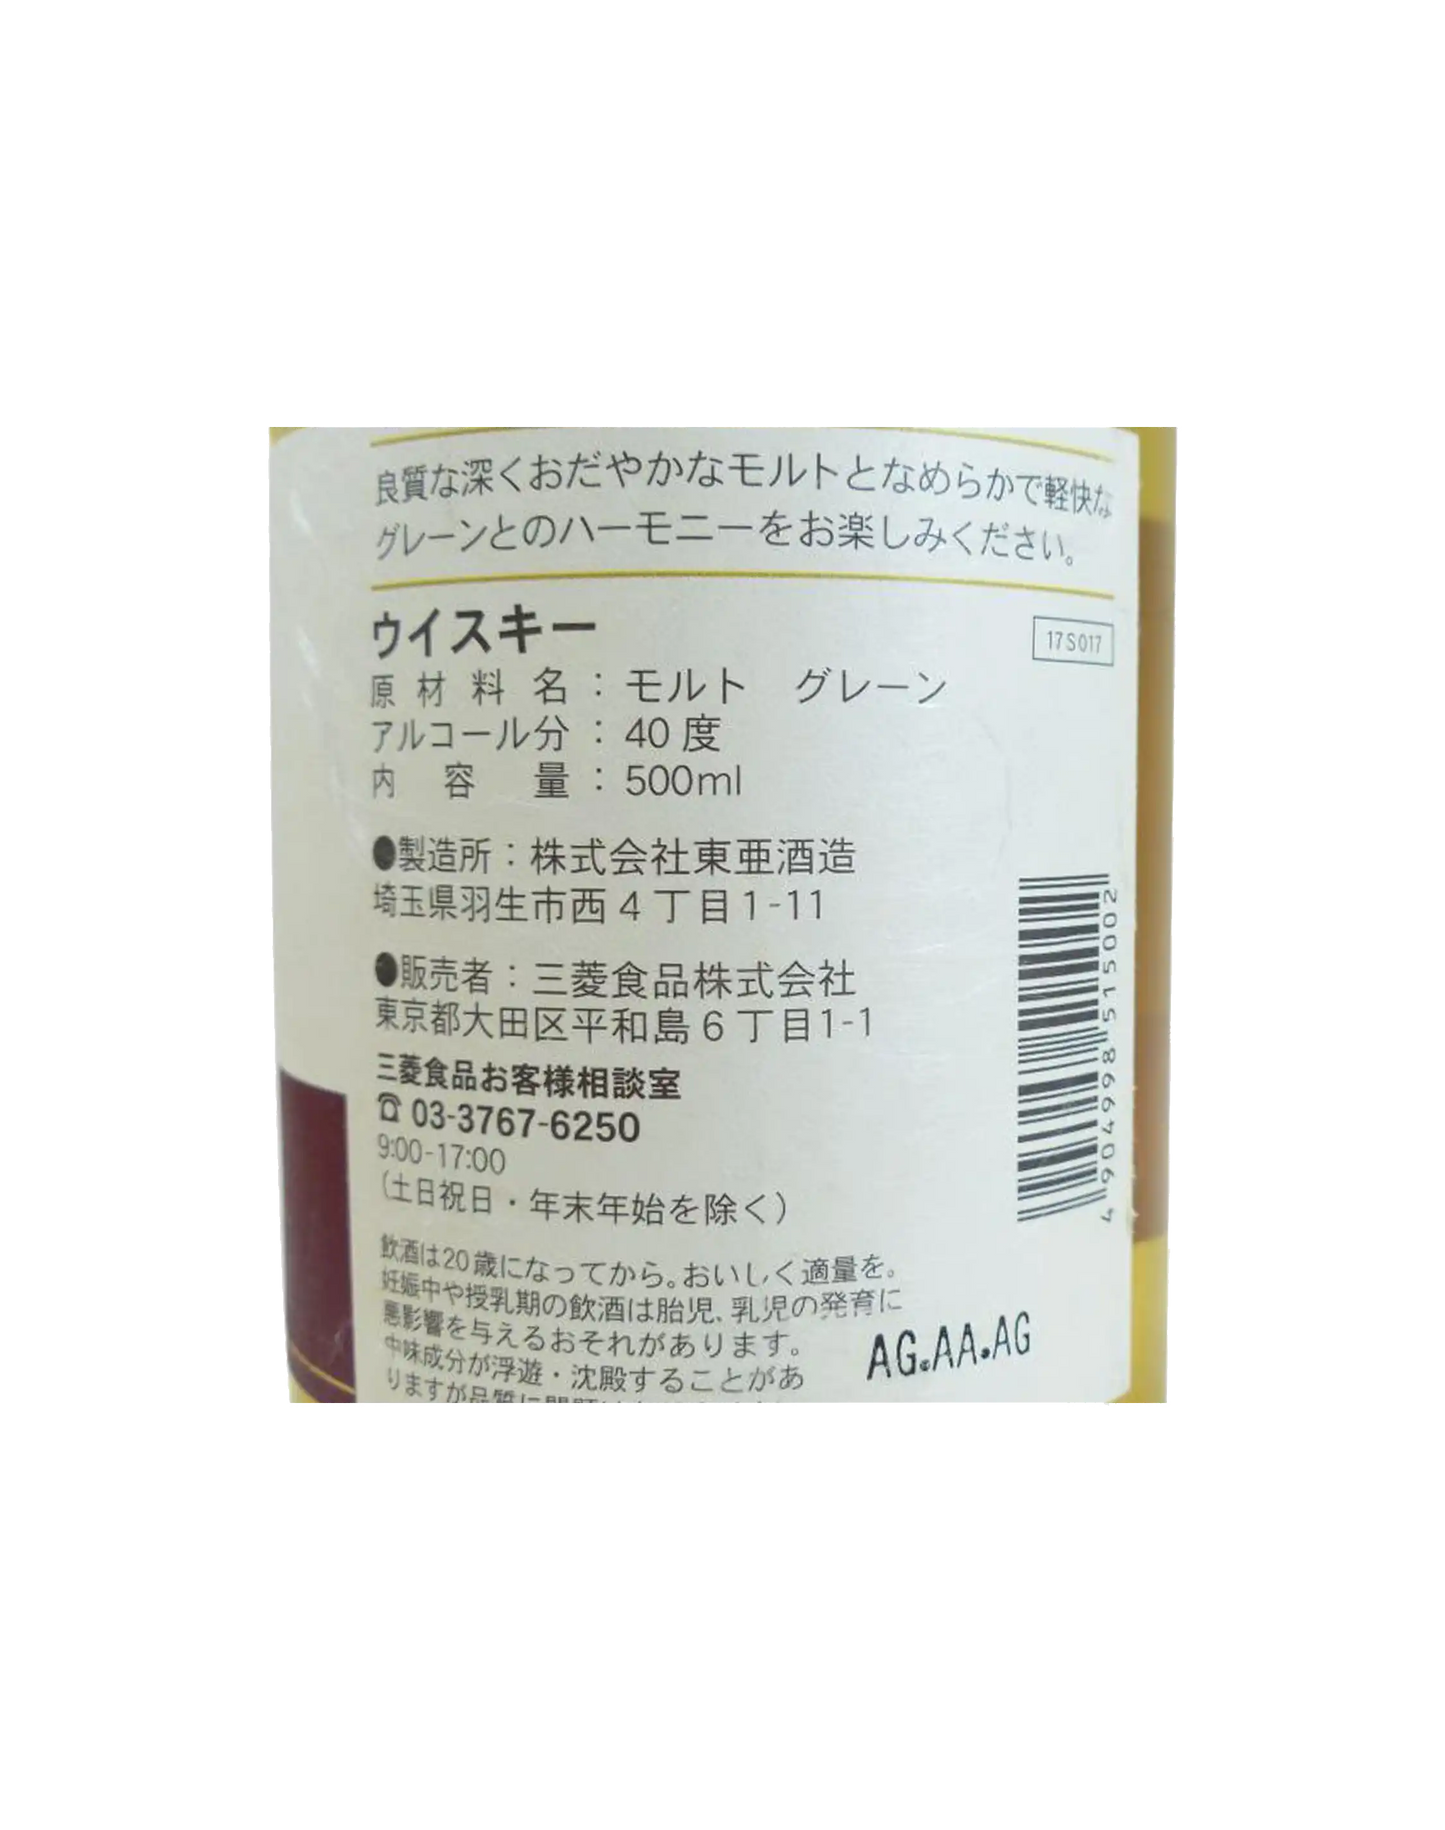 良質な深くおだやかなモルトとなめらかで軽快な
グレーンとのハーモニーをお楽しみください。
ウイスキー
17S017
原材料名：モルト　グレーン
アルコール分：40度
内容量：500ml
●製造所：株式会社東亜酒造
埼玉県羽生市西4丁目1-11
●販売者：三菱食品株式会社
東京都大田区平和島6丁目1-1
三菱食品お客様相談室
☎ 03-3767-6250
9:00-17:00
（土日祝日・年末年始を除く）
飲酒は20歳になってから。おいしく適量を。
妊娠中や授乳期の飲酒は胎児、乳児の発育に
悪影響を与えるおそれがあります。
中味成分が浮遊・沈殿することがあ
りますが品質に問題は
AG.AA.AG
4904998515002